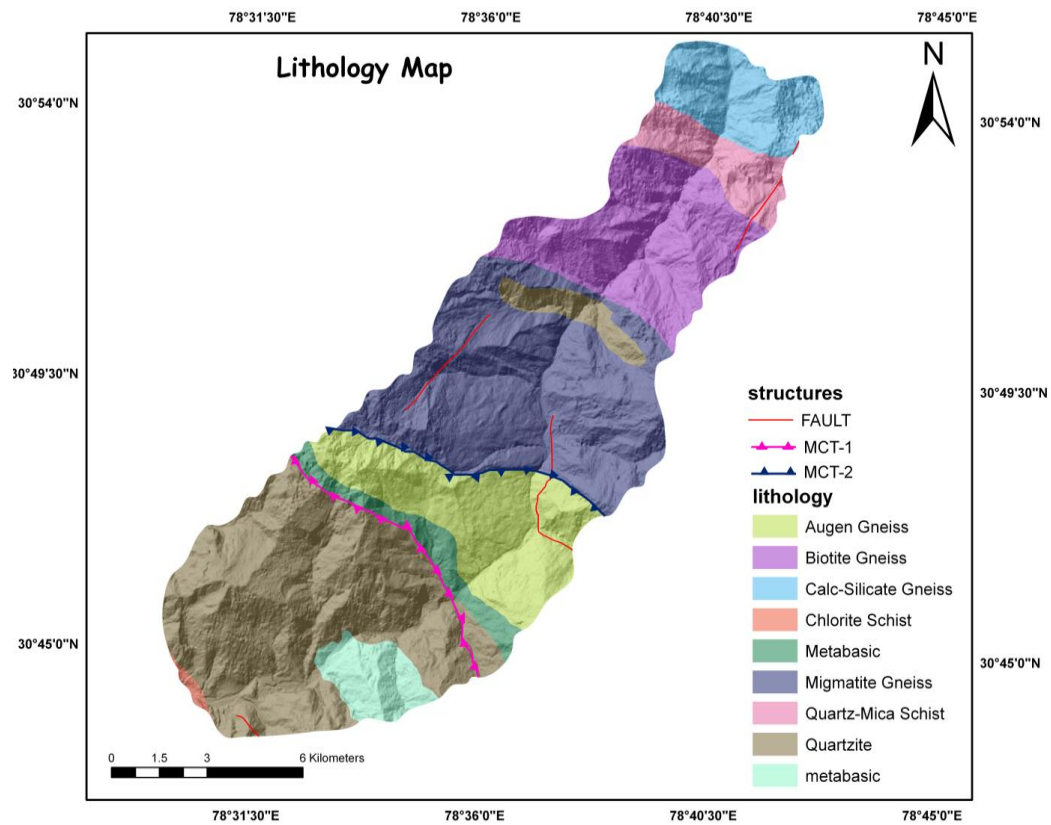 78°31'30"E 78°36'0"E 78°40'30"E 78°45'0"E
Lithology Map
N
30°54'0"N
30°54'0"N
30°49'30"N
30°49'30"N
structures
FAULT
MCT-1
MCT-2
lithology
Augen Gneiss
Biotite Gneiss
Calc-Silicate Gneiss
Chlorite Schist
Metabasic
Migmatite Gneiss
Quartz-Mica Schist
Quartzite
metabasic
30°45'0"N
30°45'0"N
0 1.5 3 6 Kilometers
78°31'30"E 78°36'0"E 78°40'30"E 78°45'0"E